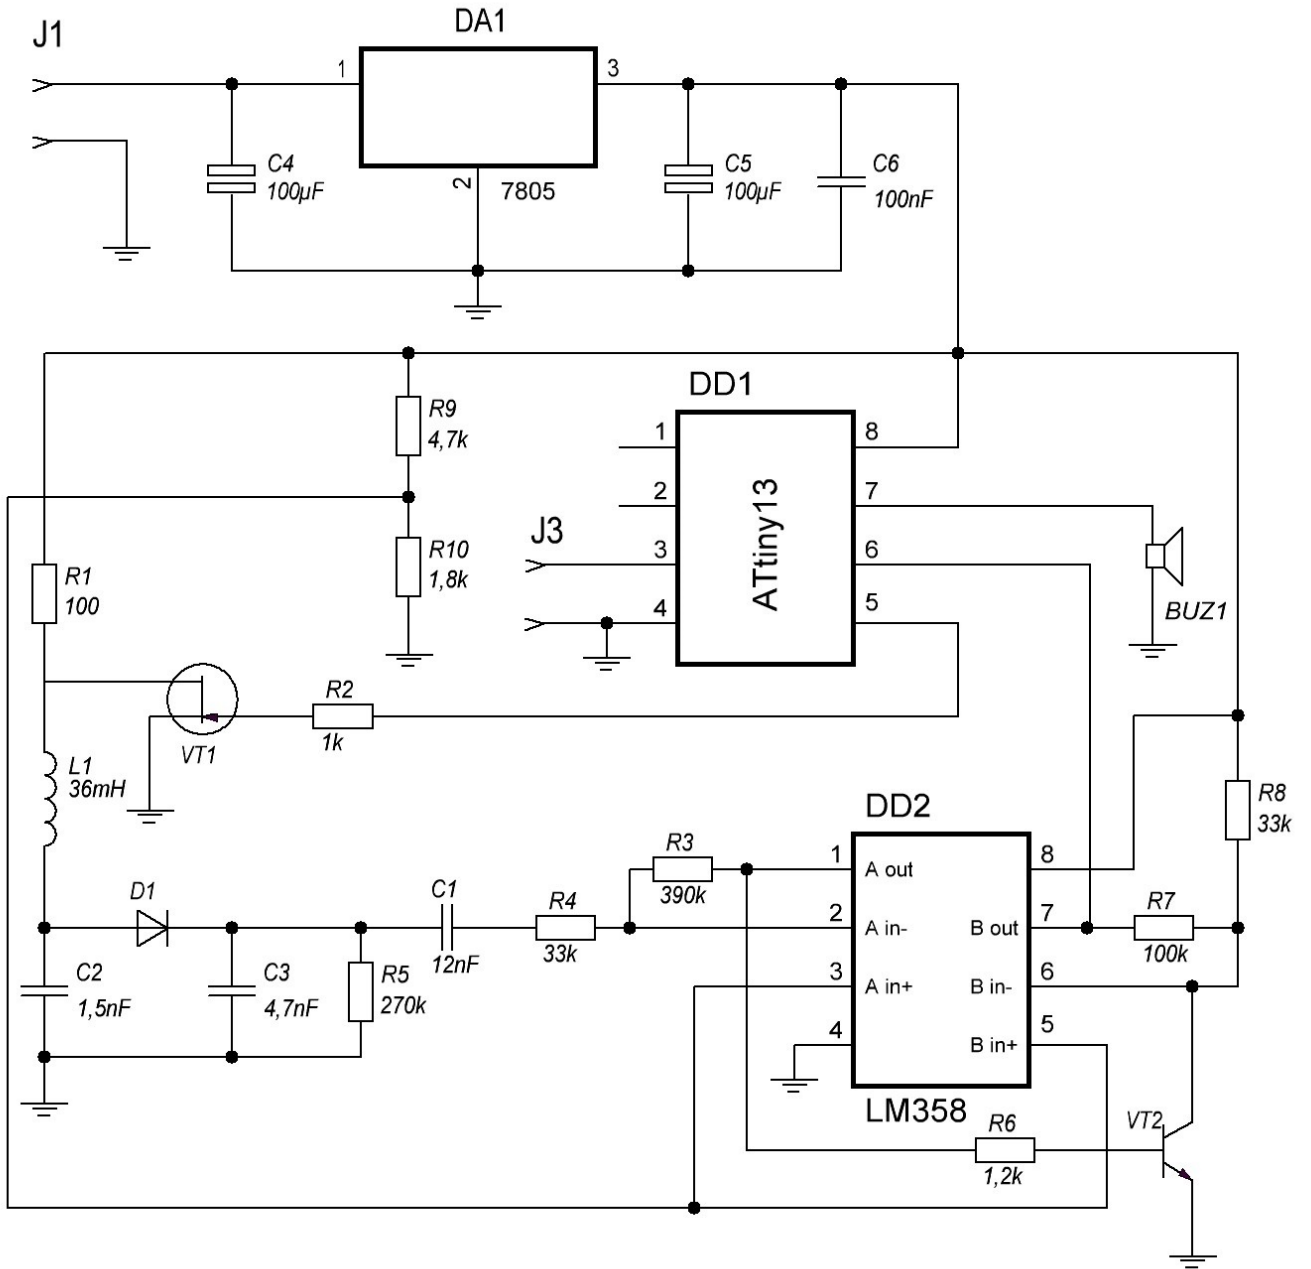 J1
DA1
1
3
2
7805
C4
100µF
C5
100µF
C6
100nF
DD1
R9
4,7k
1
8
2
7
ATtiny13
J3
3
6
R10
1,8k
4
5
R1
100
BUZ1
R2
1k
VT1
L1
36mH
DD2
R8
33k
R3
390k
1
A out
8
D1
C1
12nF
R4
33k
2
A in-
B out
7
R7
100k
C2
1,5nF
C3
4,7nF
R5
270k
3
A in+
B in-
6
4
B in+
5
LM358
R6
1,2k
VT2